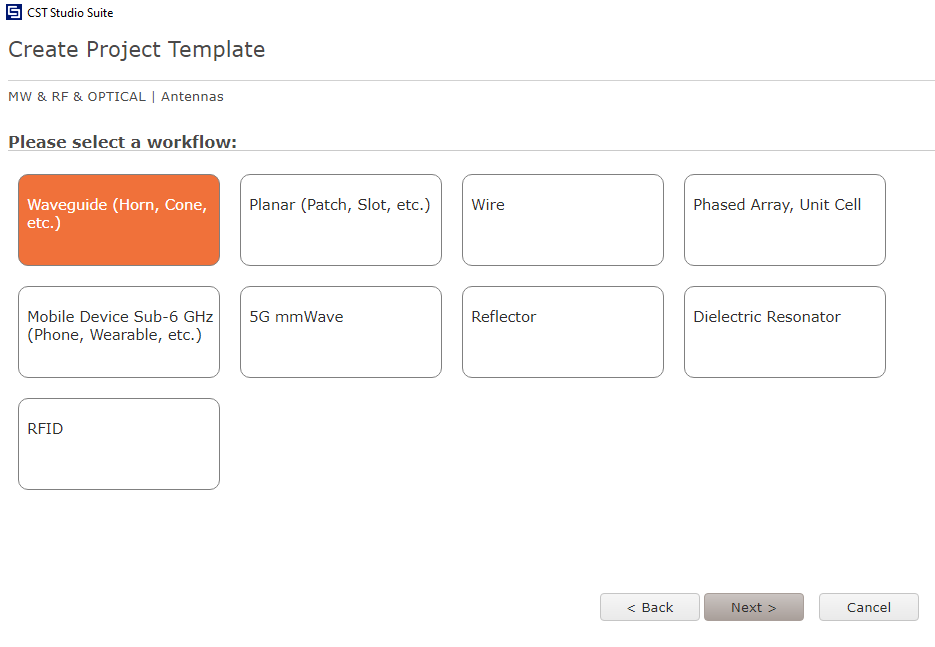 CST Studio Suite
Create Project Template
MW & RF & OPTICAL | Antennas
Please select a workflow:
Waveguide (Horn, Cone,
etc.)
Planar (Patch, Slot, etc.)
Wire
Phased Array, Unit Cell
Mobile Device Sub-6 GHz
(Phone, Wearable, etc.)
5G mmWave
Reflector
Dielectric Resonator
RFID
< Back
Next >
Cancel